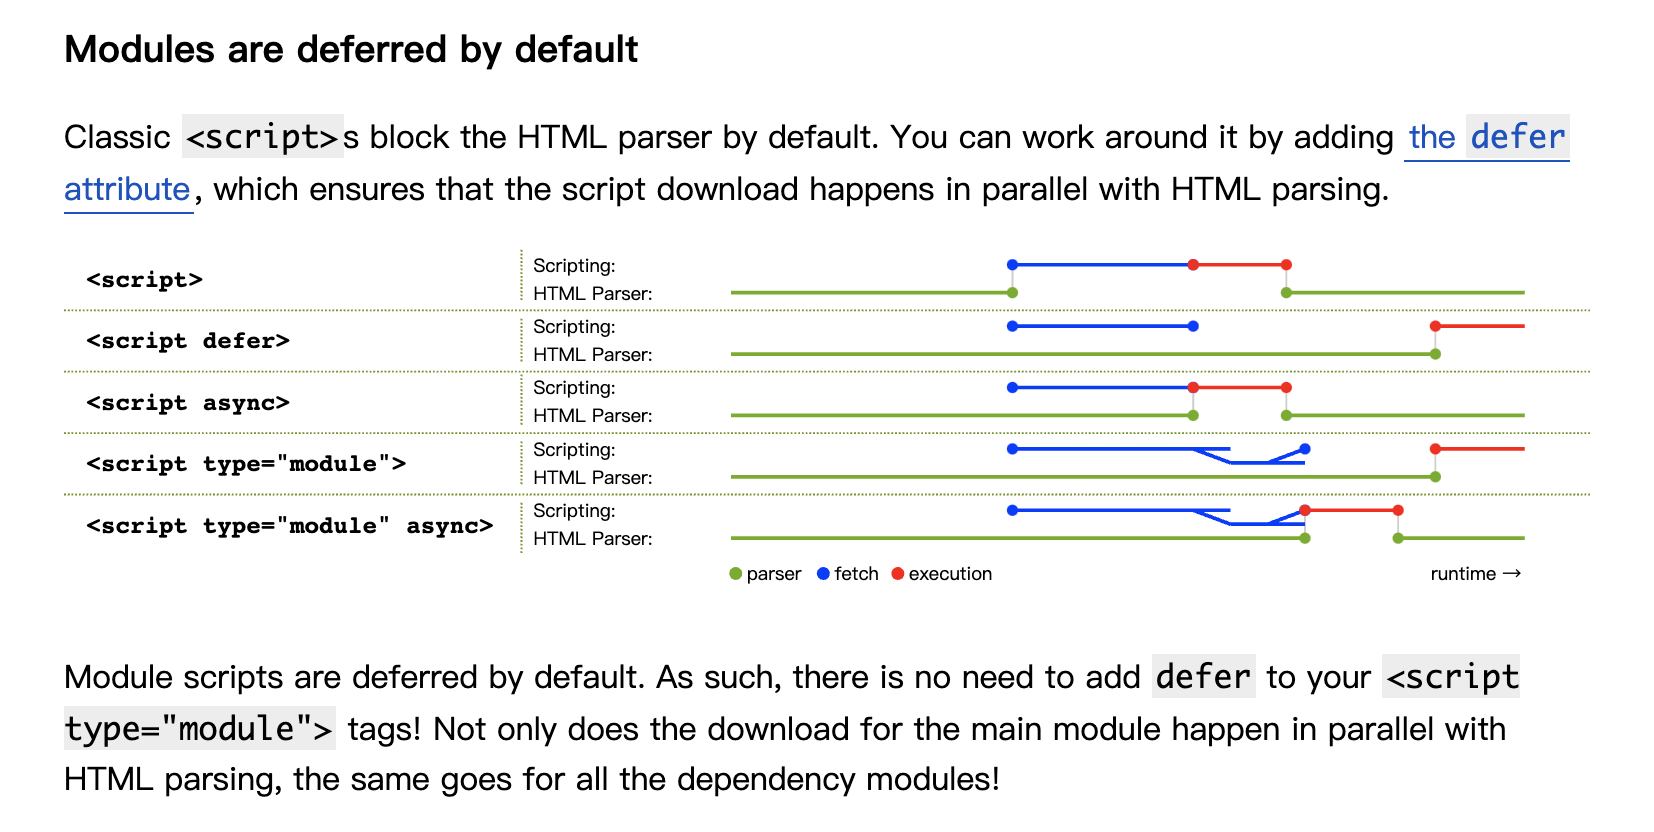 Modules are deferred by default
Classic <script>s block the HTML parser by default. You can work around it by adding the defer
attribute, which ensures that the script download happens in parallel with HTML parsing.
<script>
Scripting:
HTML Parser:
<script defer>
Scripting:
HTML Parser:
<script async>
Scripting:
HTML Parser:
<script type="module">
Scripting:
HTML Parser:
<script type="module" async>
Scripting:
HTML Parser:
parser fetch execution runtime →
Module scripts are deferred by default. As such, there is no need to add defer to your <script
type="module"> tags! Not only does the download for the main module happen in parallel with
HTML parsing, the same goes for all the dependency modules!